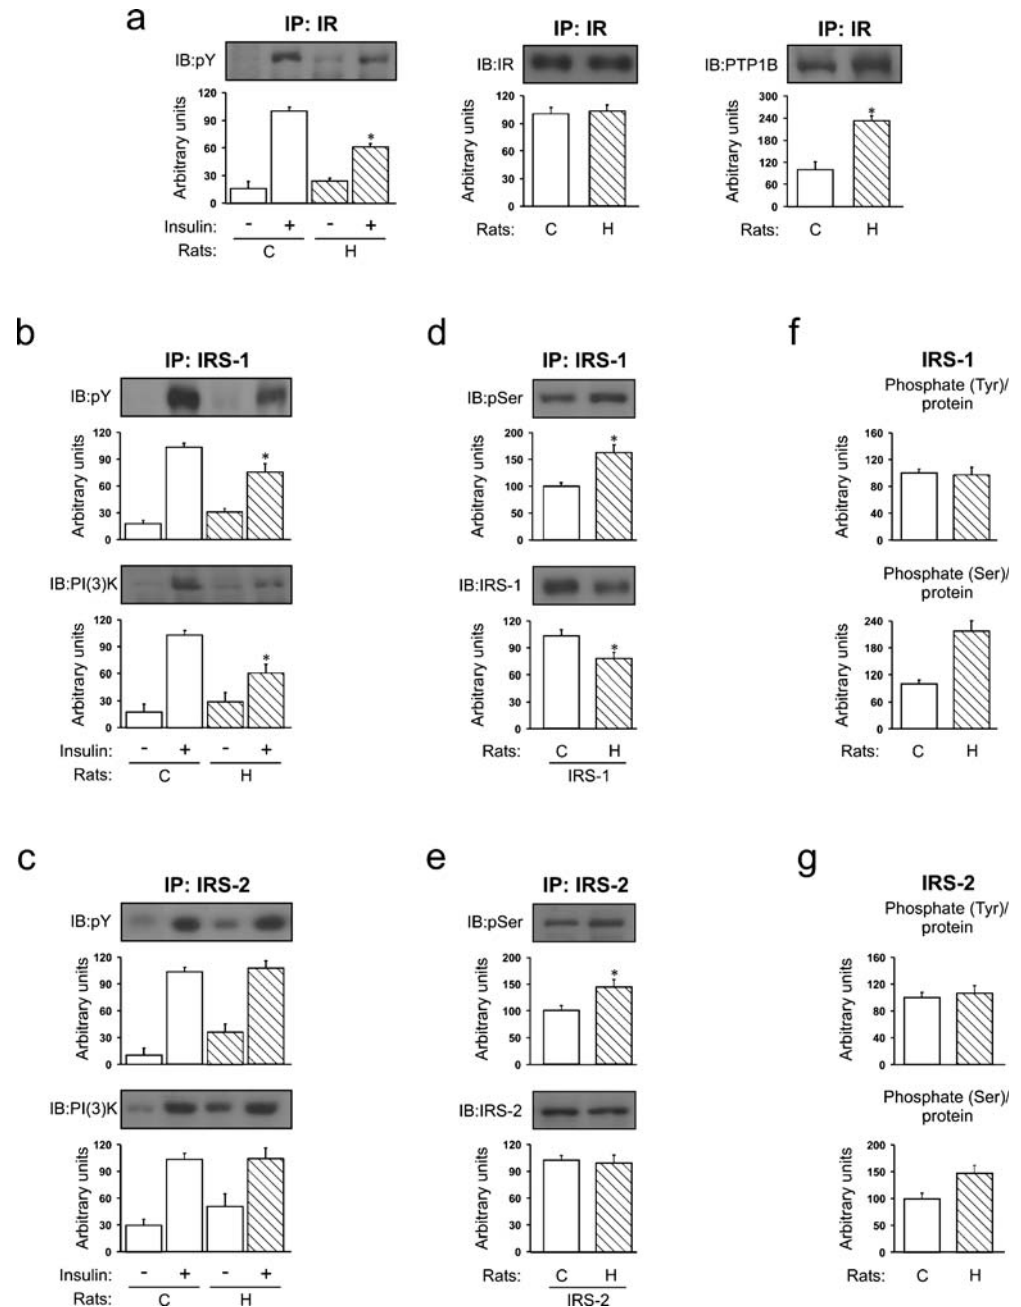 a
IP: IR
IB:pY
Arbitrary units
120
90
60
30
0
*
Insulin: - + - +
Rats: C H
IP: IR
IB:IR
Arbitrary units
120
90
60
30
0
Rats: C H
IP: IR
IB:PTP1B
Arbitrary units
300
240
180
120
60
0
*
Rats: C H
b
IP: IRS-1
IB:pY
Arbitrary units
120
90
60
30
0
*
IB:PI(3)K
Arbitrary units
120
90
60
30
0
*
Insulin: - + - +
Rats: C H
d
IP: IRS-1
IB:pSer
Arbitrary units
200
150
100
50
0
*
IB:IRS-1
Arbitrary units
120
90
60
30
0
*
Rats: C H
IRS-1
f
IRS-1
Phosphate (Tyr)/
protein
Arbitrary units
160
120
80
40
0
Phosphate (Ser)/
protein
Arbitrary units
240
180
120
60
0
Rats: C H
c
IP: IRS-2
IB:pY
Arbitrary units
120
90
60
30
0
IB:PI(3)K
Arbitrary units
120
90
60
30
0
Insulin: - + - +
Rats: C H
e
IP: IRS-2
IB:pSer
Arbitrary units
200
150
100
50
0
*
IB:IRS-2
Arbitrary units
120
90
60
30
0
Rats: C H
IRS-2
g
IRS-2
Phosphate (Tyr)/
protein
Arbitrary units
160
120
80
40
0
Phosphate (Ser)/
protein
Arbitrary units
200
150
100
50
0
Rats: C H